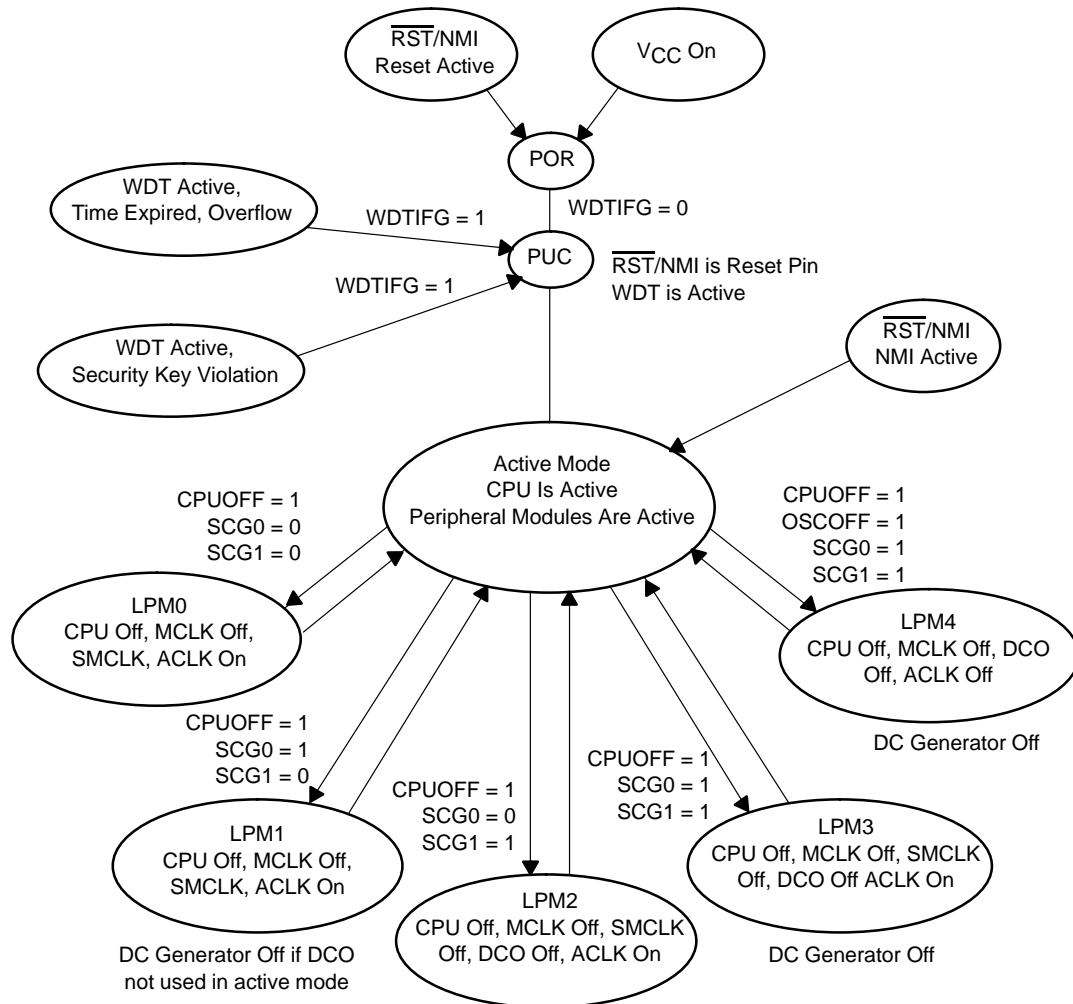 RST/NMI
Reset Active
VCC On
POR
WDTIFG = 0
WDT Active,
Time Expired, Overflow
WDTIFG = 1
PUC
RST/NMI is Reset Pin
WDT is Active
WDTIFG = 1
WDT Active,
Security Key Violation
RST/NMI
NMI Active
Active Mode
CPU Is Active
Peripheral Modules Are Active
CPUOFF = 1
SCG0 = 0
SCG1 = 0
CPUOFF = 1
OSCOFF = 1
SCG0 = 1
SCG1 = 1
LPM0
CPU Off, MCLK Off,
SMCLK, ACLK On
LPM4
CPU Off, MCLK Off, DCO
Off, ACLK Off
DC Generator Off
CPUOFF = 1
SCG0 = 1
SCG1 = 0
CPUOFF = 1
SCG0 = 0
SCG1 = 1
CPUOFF = 1
SCG0 = 1
SCG1 = 1
LPM1
CPU Off, MCLK Off,
SMCLK, ACLK On
DC Generator Off if DCO
not used in active mode
LPM2
CPU Off, MCLK Off, SMCLK
Off, DCO Off, ACLK On
LPM3
CPU Off, MCLK Off, SMCLK
Off, DCO Off ACLK On
DC Generator Off